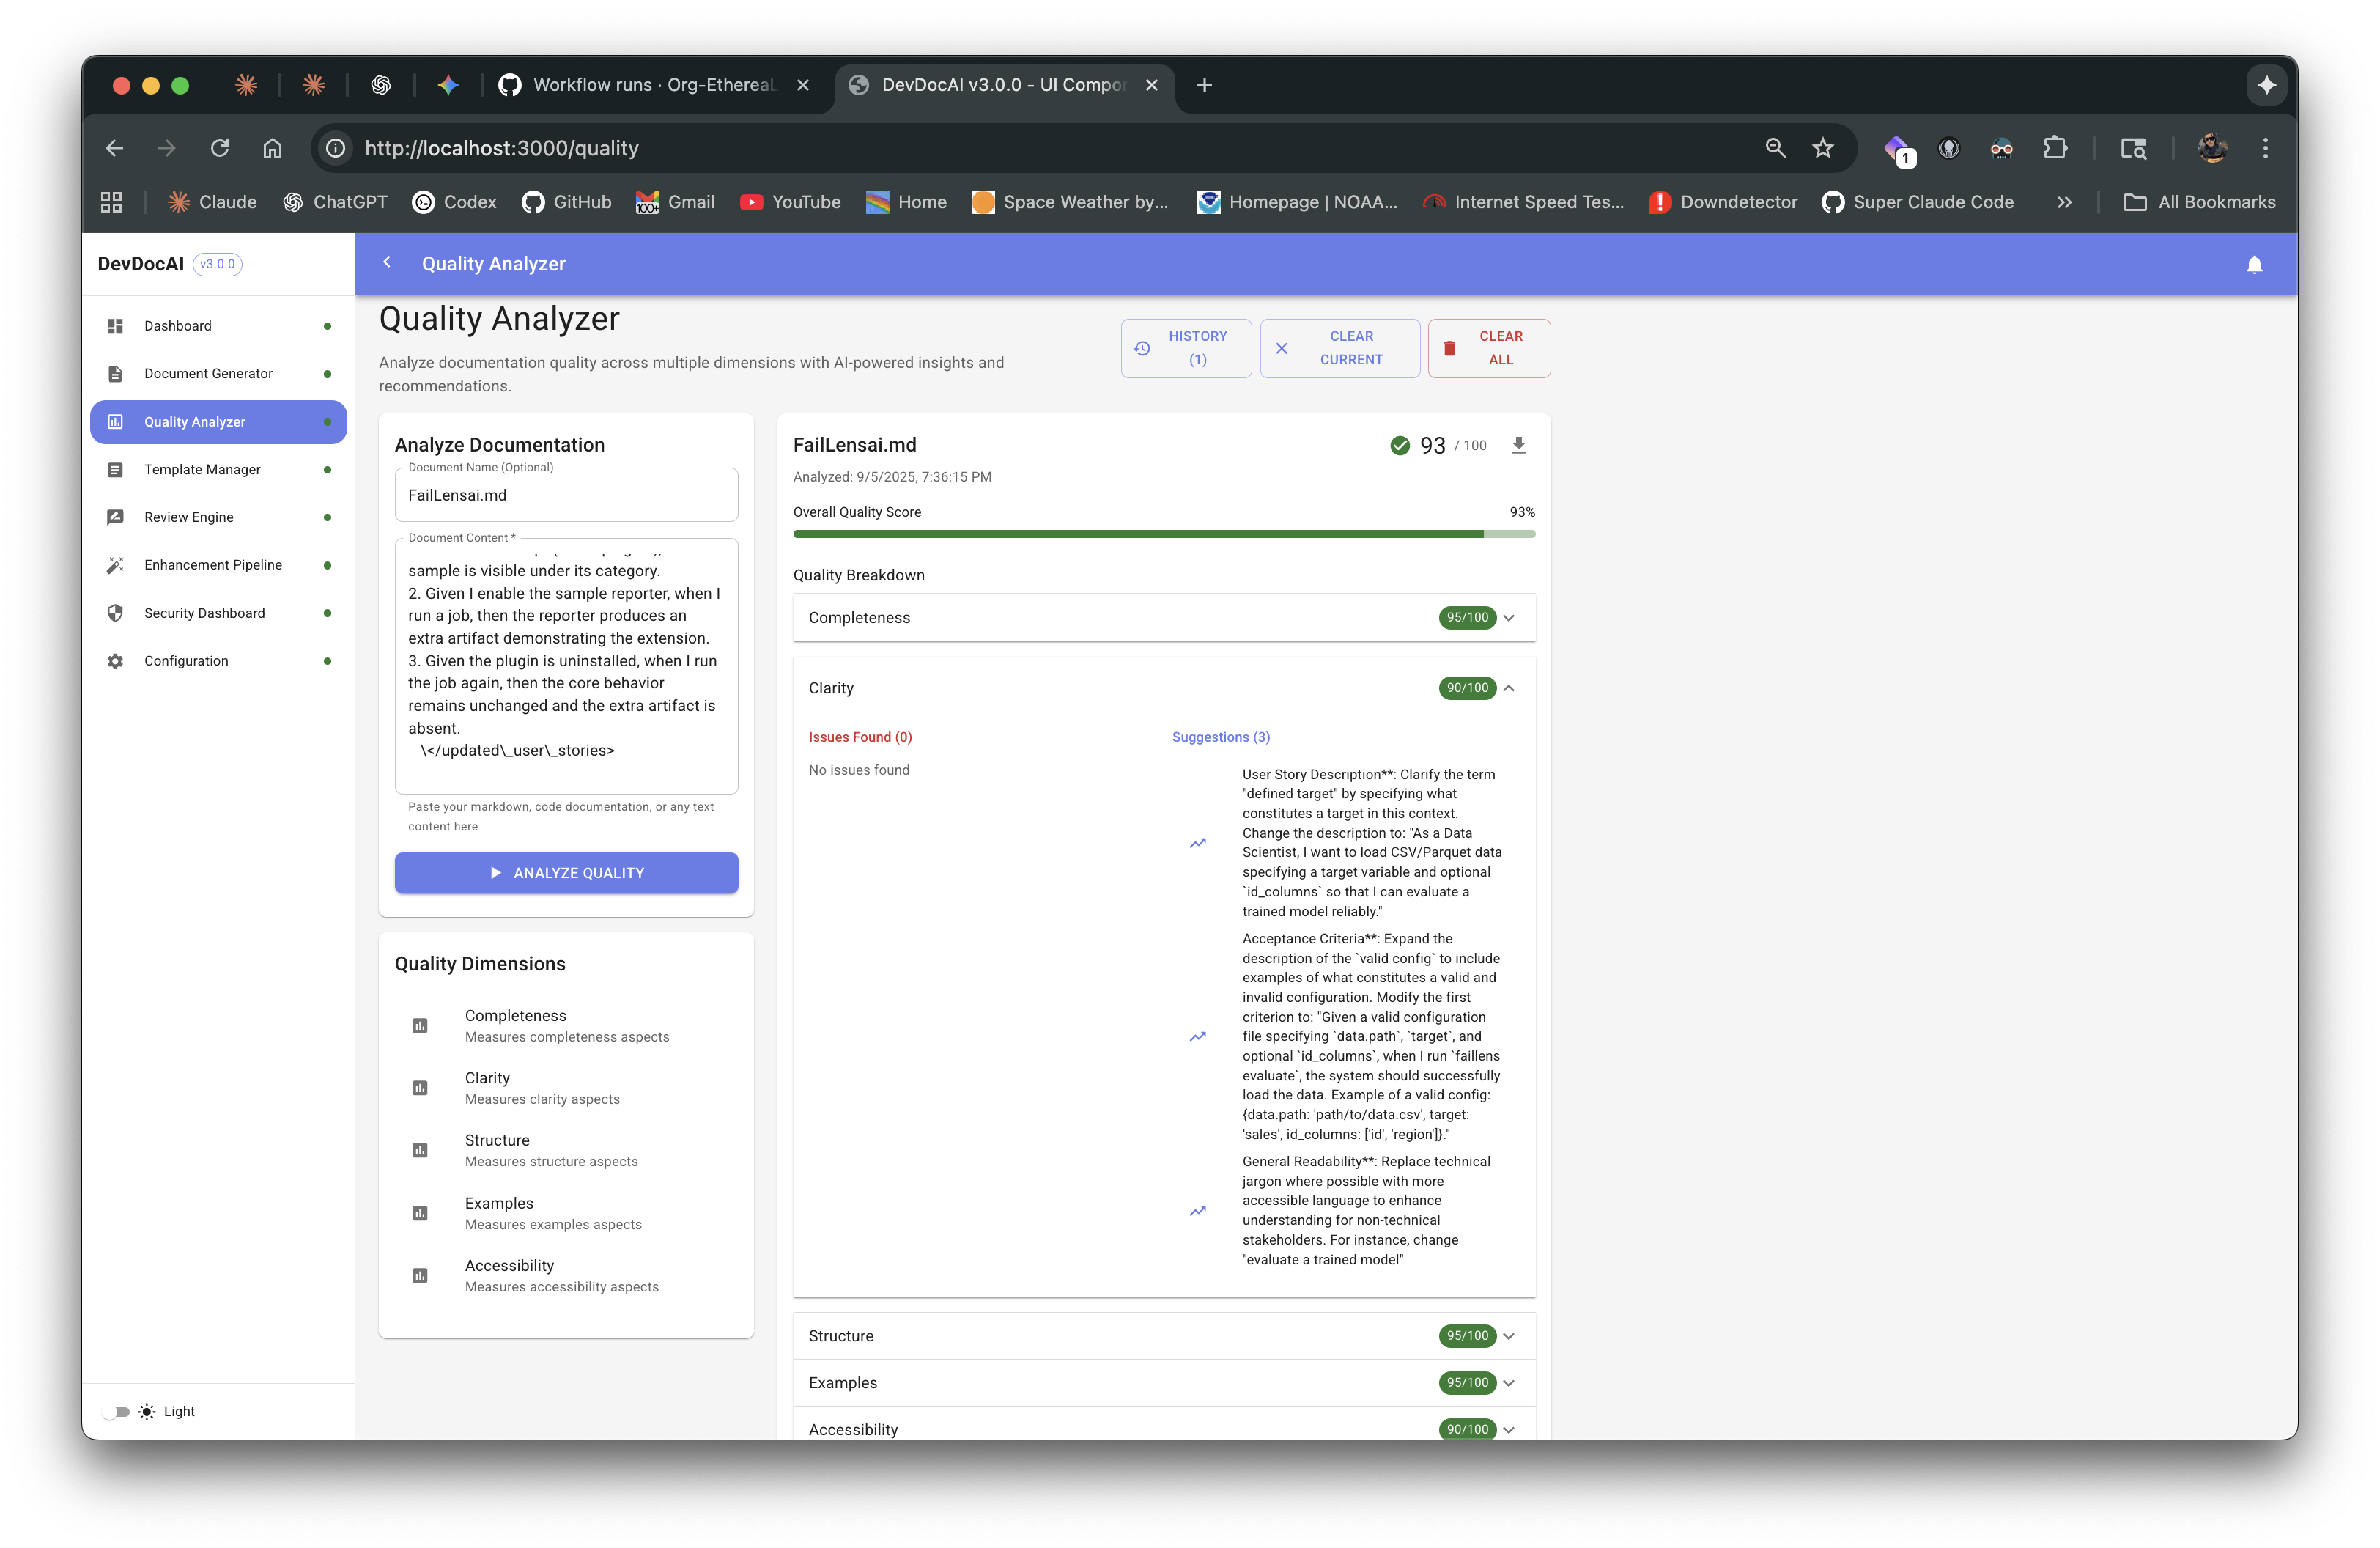 Workflow runs · Org-EthereaL
DevDocAI v3.0.0 - UI Compor
http://localhost:3000/quality
1
Claude
ChatGPT
Codex
GitHub
100+
Gmail
YouTube
Home
Space Weather by...
Homepage | NOAA...
Internet Speed Tes...
Downdetector
Super Claude Code
All Bookmarks
DevDocAI v3.0.0
Quality Analyzer
Dashboard
Document Generator
Quality Analyzer
Template Manager
Review Engine
Enhancement Pipeline
Security Dashboard
Configuration
Light
Quality Analyzer
Analyze documentation quality across multiple dimensions with AI-powered insights and
recommendations.
HISTORY
(1)
CLEAR
CURRENT
CLEAR
ALL
Analyze Documentation
Document Name (Optional)
FailLensai.md
Document Content *
sample is visible under its category.
2. Given I enable the sample reporter, when I
run a job, then the reporter produces an
extra artifact demonstrating the extension.
3. Given the plugin is uninstalled, when I run
the job again, then the core behavior
remains unchanged and the extra artifact is
absent.
\</updated\_user\_stories>
Paste your markdown, code documentation, or any text
content here
ANALYZE QUALITY
Quality Dimensions
Completeness
Measures completeness aspects
Clarity
Measures clarity aspects
Structure
Measures structure aspects
Examples
Measures examples aspects
Accessibility
Measures accessibility aspects
FailLensai.md
93 / 100
Analyzed: 9/5/2025, 7:36:15 PM
Overall Quality Score
93%
Quality Breakdown
Completeness
95/100
Clarity
90/100
Issues Found (0)
No issues found
Suggestions (3)
User Story Description**: Clarify the term
"defined target" by specifying what
constitutes a target in this context.
Change the description to: "As a Data
Scientist, I want to load CSV/Parquet data
specifying a target variable and optional
`id_columns` so that I can evaluate a
trained model reliably."
Acceptance Criteria**: Expand the
description of the `valid config` to include
examples of what constitutes a valid and
invalid configuration. Modify the first
criterion to: "Given a valid configuration
file specifying `data.path`, `target`, and
optional `id_columns`, when I run `faillens
evaluate`, the system should successfully
load the data. Example of a valid config:
{data.path: 'path/to/data.csv', target:
'sales', id_columns: ['id', 'region']}."
General Readability**: Replace technical
jargon where possible with more
accessible language to enhance
understanding for non-technical
stakeholders. For instance, change
"evaluate a trained model"
Structure
95/100
Examples
95/100
Accessibility
90/100